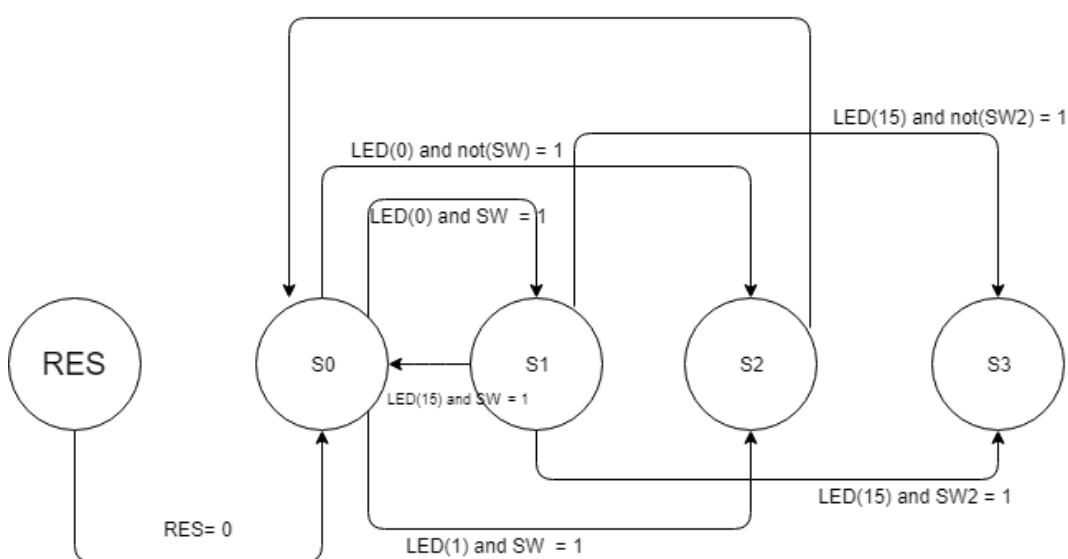 LED(15) and not(SW2) = 1
LED(0) and not(SW) = 1
LED(0) and SW  = 1
RES
S0
S1
S2
S3
LED(15) and SW  = 1
LED(15) and SW2 = 1
RES= 0
LED(1) and SW  = 1